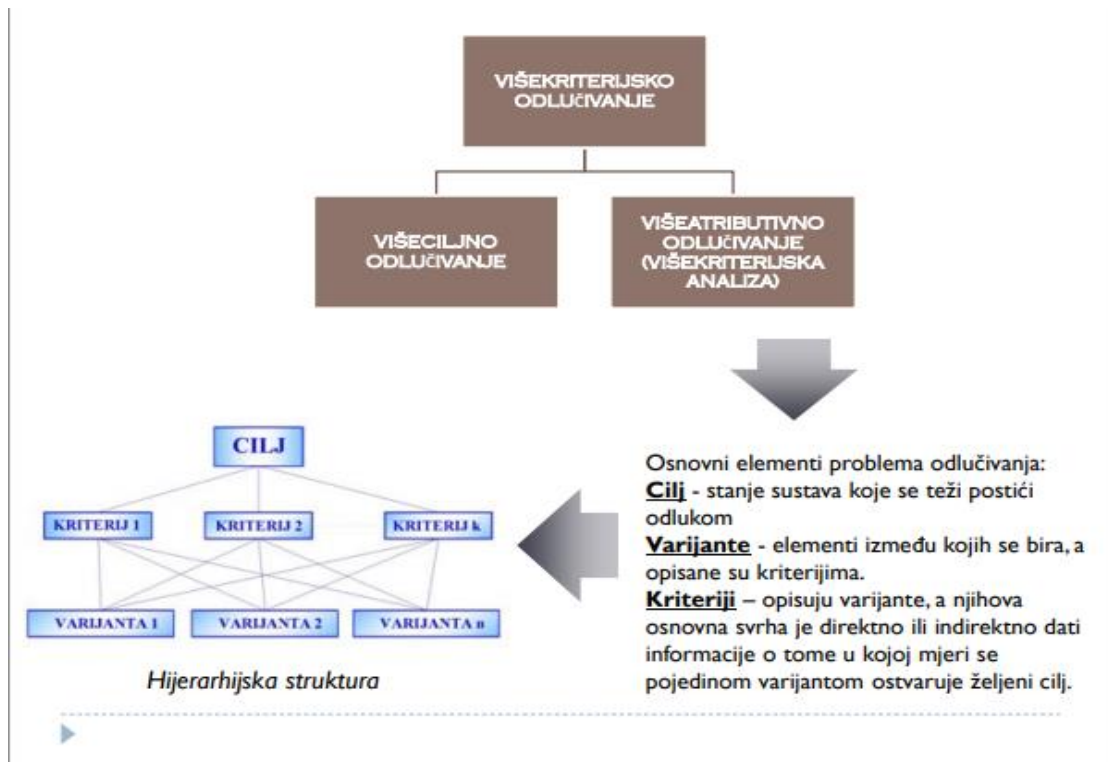 VIŠEKRITERIJSKO
ODLUčIVANJE
VIŠECILJNO
ODLUčIVANJE
VIŠEATRIBUTIVNO
ODLUčIVANJE
(VIŠEKRITERIJSKA
ANALIZA)
CILJ
KRITERIJ 1
KRITERIJ 2
KRITERIJ k
VARIJANTA 1
VARIJANTA 2
VARIJANTA n
Hijerarhijska struktura
Osnovni elementi problema odlučivanja:
Cilj - stanje sustava koje se teži postići
odlukom
Varijante - elementi između kojih se bira, a
opisane su kriterijima.
Kriteriji – opisuju varijante, a njihova
osnovna svrha je direktno ili indirektno dati
informacije o tome u kojoj mjeri se
pojedinom varijantom ostvaruje željeni cilj.